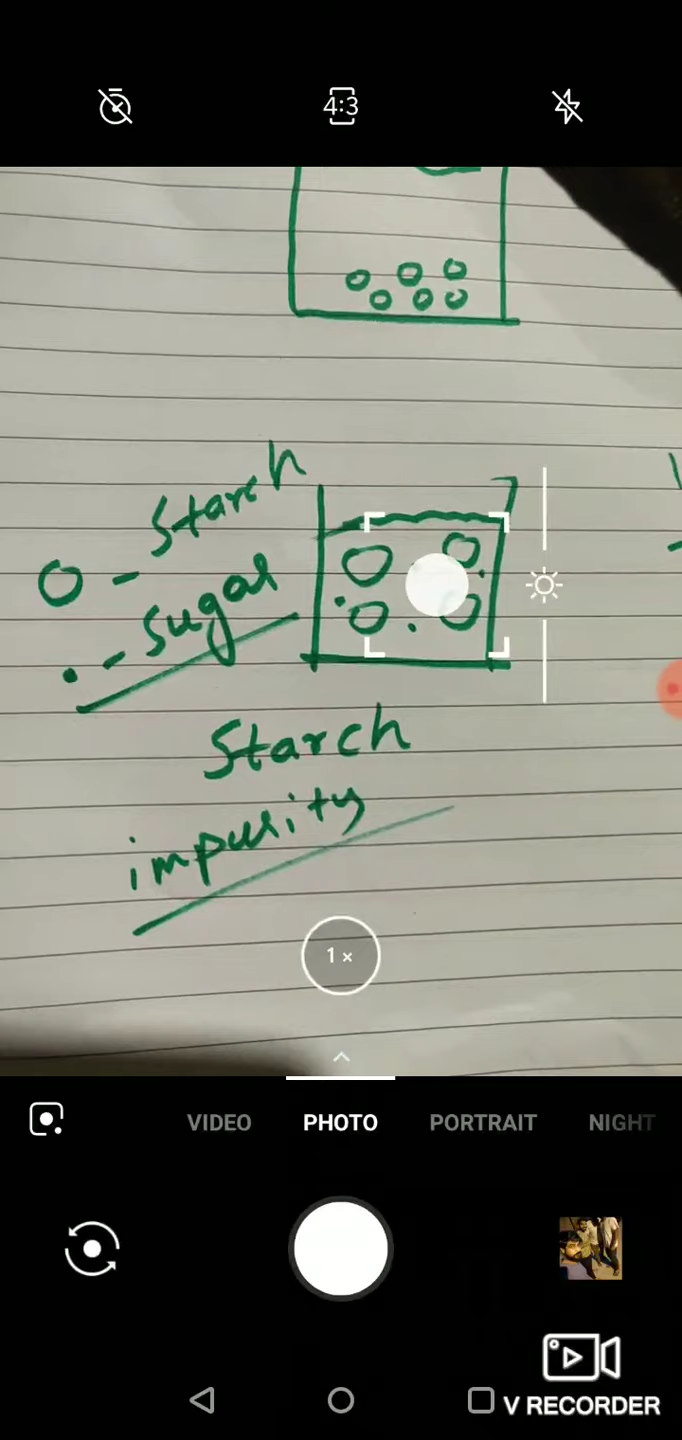 4:3
O - Starch
. - Sugar
Starch
impurity
1 ×
VIDEO PHOTO PORTRAIT NIGHT
V RECORDER